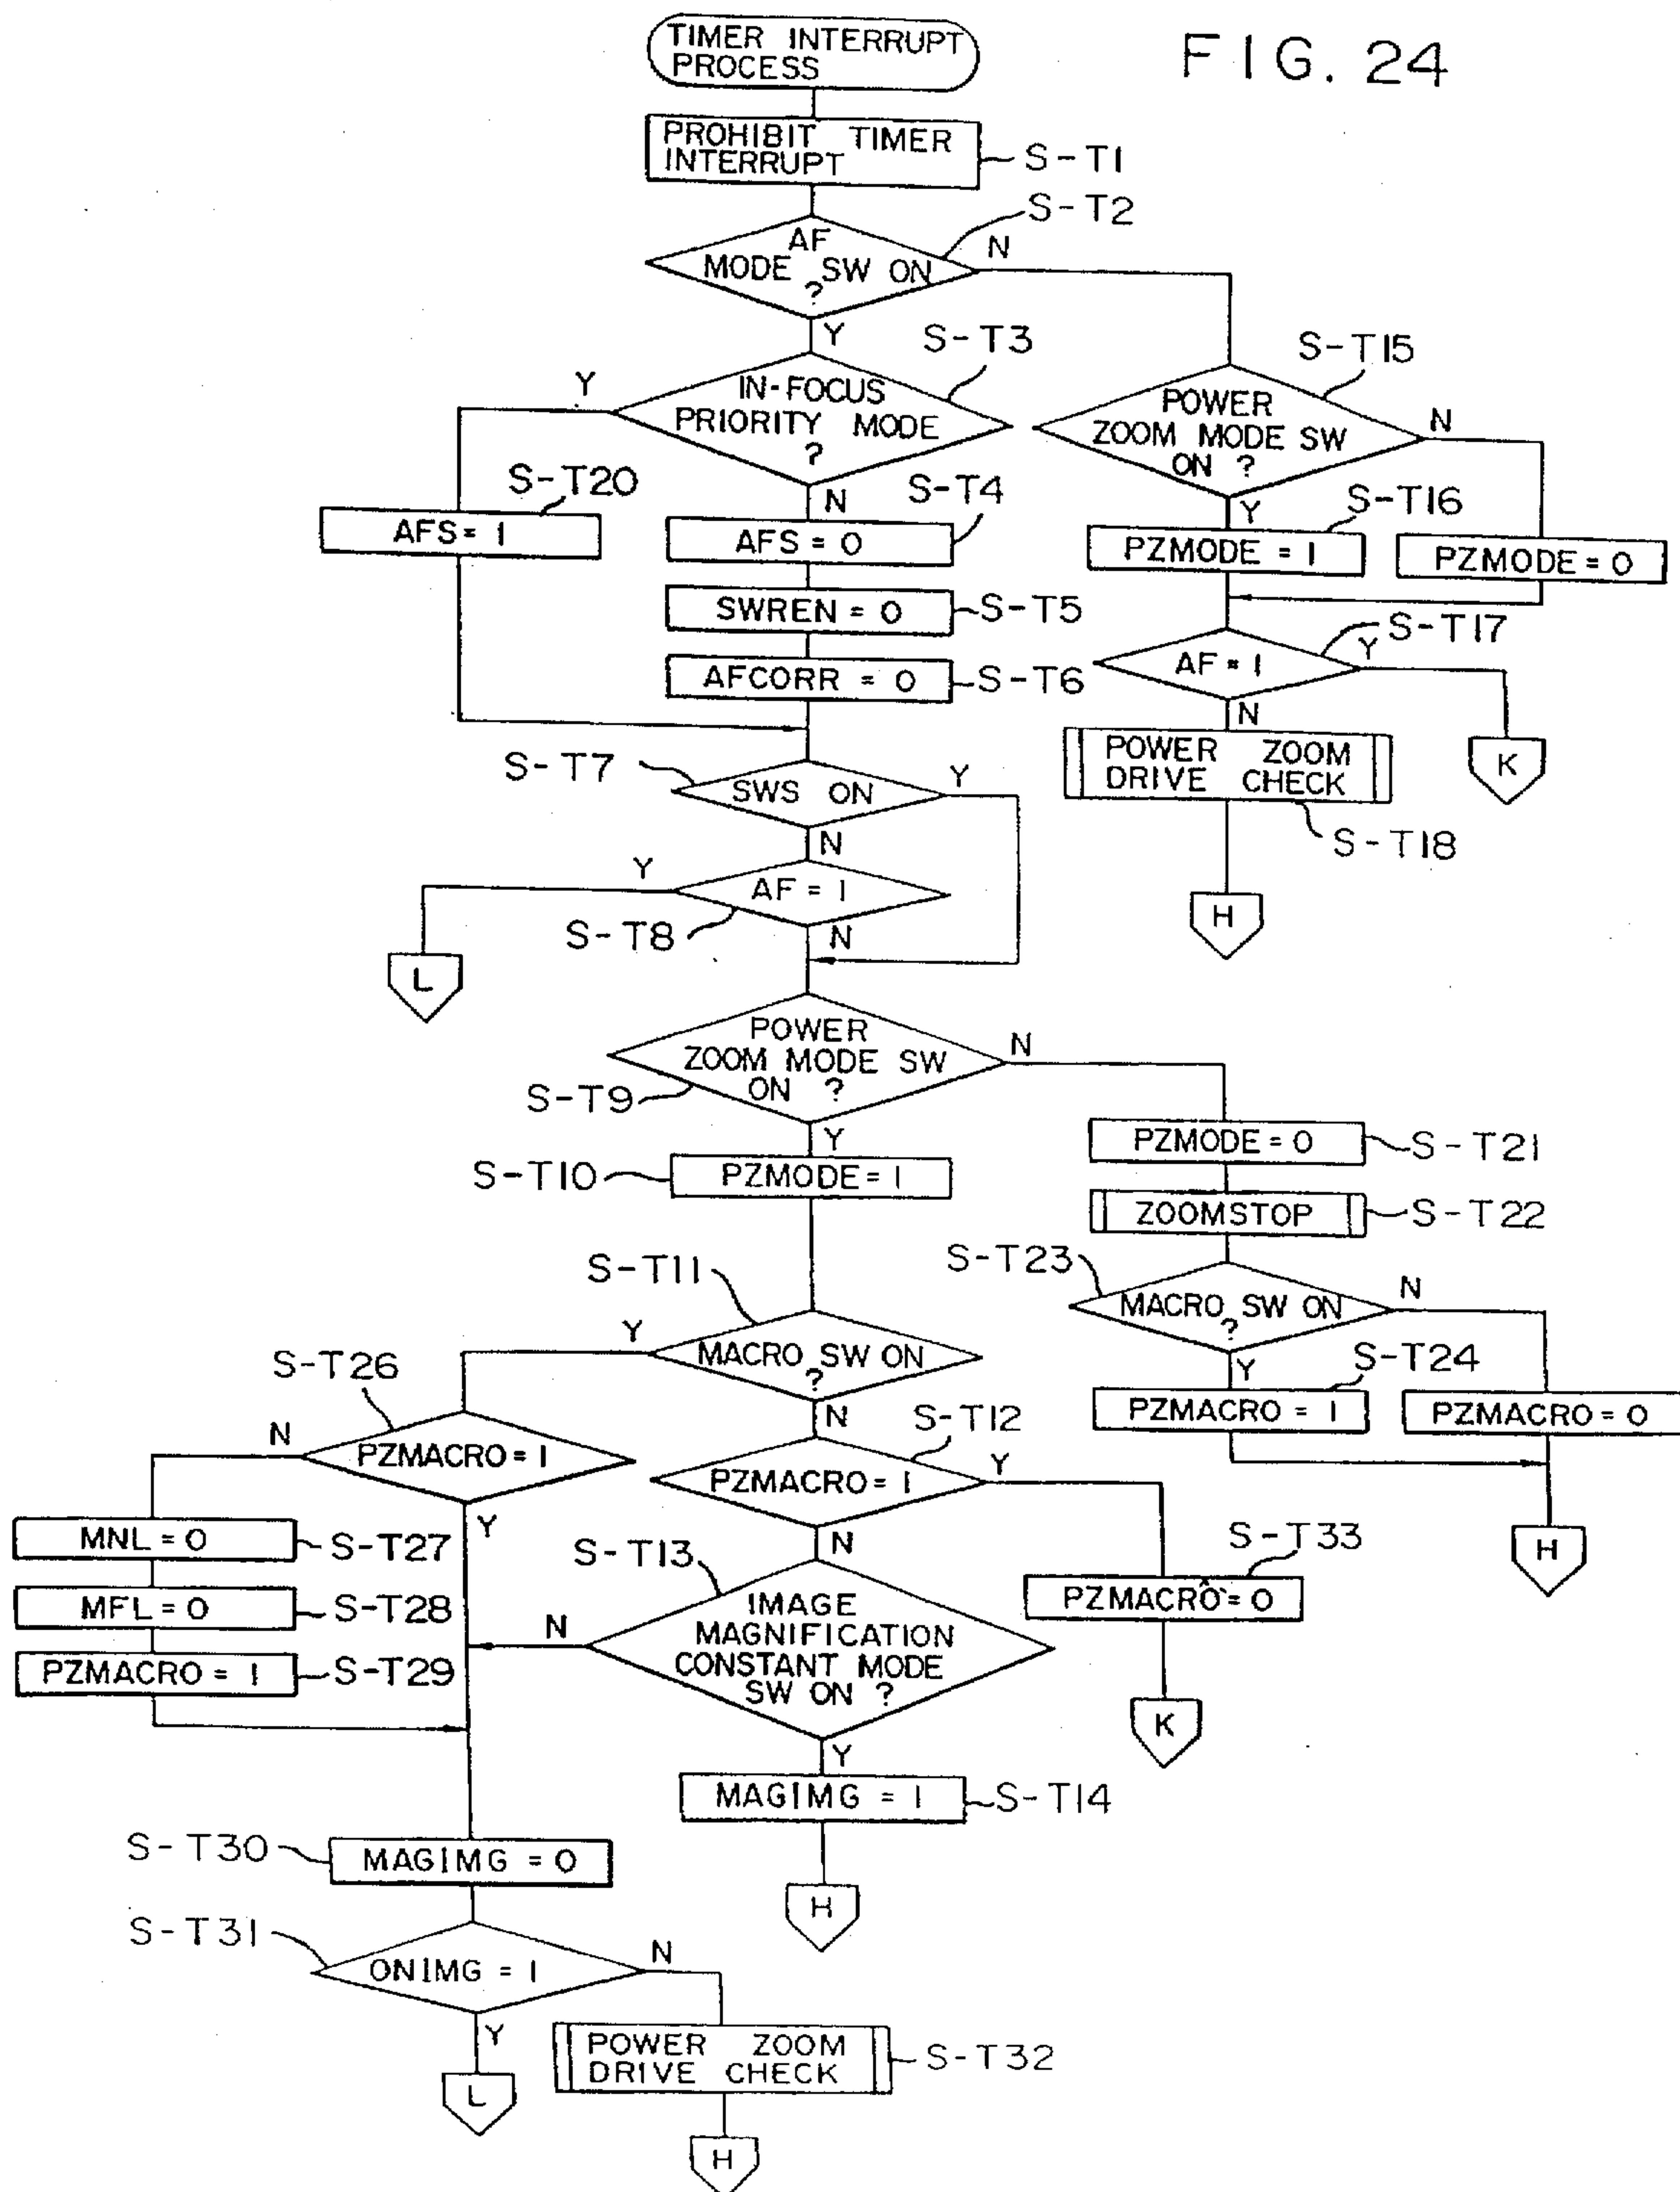 FIG. 24
TIMER INTERRUPT
PROCESS
PROHIBIT TIMER
INTERRUPT
S-T1
S-T2
AF
MODE SW ON
?
N
Y
S-T3
IN-FOCUS
PRIORITY MODE
?
Y
N
S-T15
POWER
ZOOM MODE SW
ON ?
N
Y
S-T20
AFS = 1
S-T4
AFS = 0
S-T16
PZMODE = 1
PZMODE = 0
SWREN = 0
S-T5
AFCORR = 0
S-T6
S-T17
AF = 1
Y
N
K
POWER ZOOM
DRIVE CHECK
S-T18
H
S-T7
SWS ON
Y
N
AF = 1
Y
S-T8
N
L
POWER
ZOOM MODE SW
ON ?
N
S-T9
Y
S-T10
PZMODE = 1
PZMODE = 0
S-T21
ZOOMSTOP
S-T22
S-T23
MACRO SW ON
?
N
Y
S-T24
PZMACRO = 1
PZMACRO = 0
H
S-T11
MACRO SW ON
?
Y
N
S-T26
PZMACRO = 1
N
Y
S-T12
PZMACRO = 1
Y
N
MNL = 0
S-T27
MFL = 0
S-T28
PZMACRO = 1
S-T29
S-T13
IMAGE
MAGNIFICATION
CONSTANT MODE
SW ON ?
N
Y
S-T33
PZMACRO = 0
K
MAGIMG = 1
S-T14
H
S-T30
MAGIMG = 0
S-T31
ONIMG = 1
N
Y
L
POWER ZOOM
DRIVE CHECK
S-T32
H